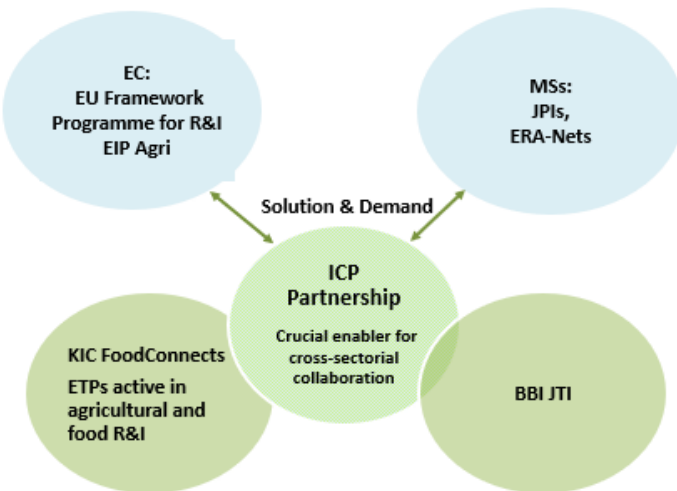 EC:
EU Framework
Programme for R&I
EIP Agri
MSs:
JPIs,
ERA-Nets
Solution & Demand
ICP
Partnership
Crucial enabler for
cross-sectorial
collaboration
KIC FoodConnects
ETPs active in
agricultural and
food R&I
BBI JTI